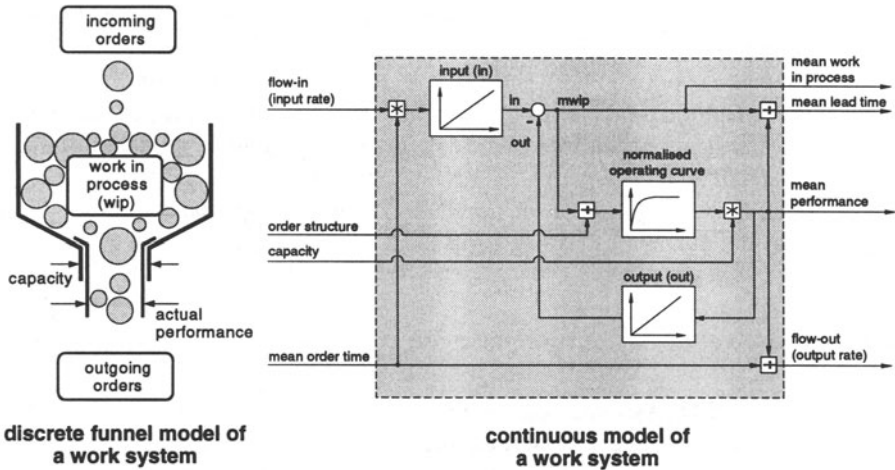 incoming
orders
work in
process
(wip)
capacity
actual
performance
outgoing
orders
discrete funnel model of
a work system
flow-in
(input rate)
input (in)
in
mwip
-
out
mean work
in process
mean lead time
normalised
operating curve
mean
performance
order structure
capacity
output (out)
mean order time
flow-out
(output rate)
continuous model of
a work system